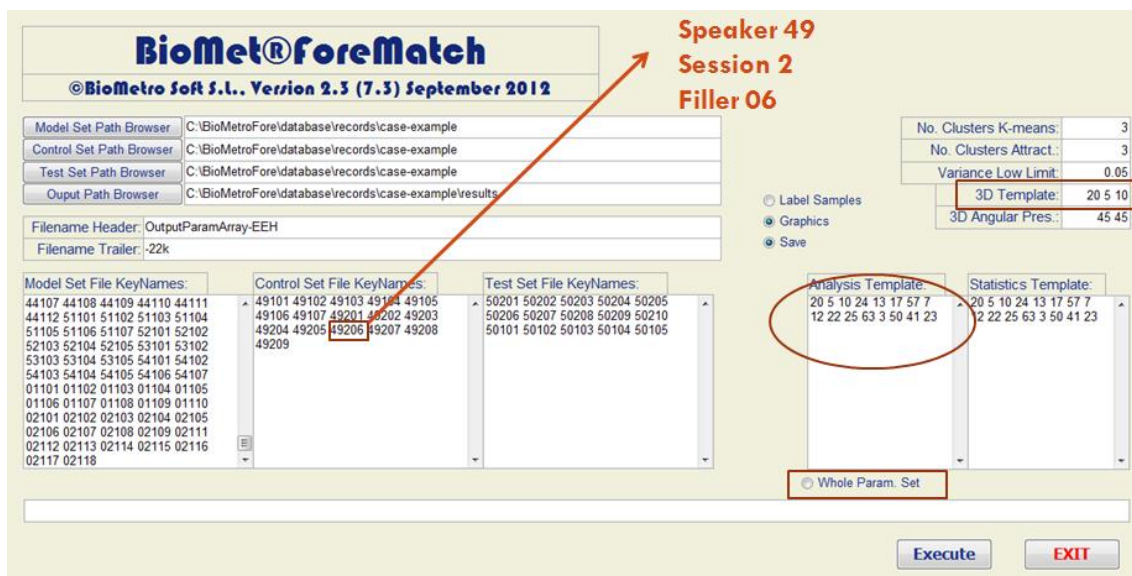 BioMet®ForeMatch
©BioMetro Soft S.L.. Version 2.3 (7.3) September 2012
Speaker 49
Session 2
Filler 06
Model Set Path Browser C:\BioMetroFore\database\records\case-example
Control Set Path Browser C:\BioMetroFore\database\records\case-example
Test Set Path Browser C:\BioMetroFore\database\records\case-example
Ouput Path Browser C:\BioMetroFore\database\records\case-example\results
Filename Header: OutputParamArray-EEH
Filename Trailer: -22k
Label Samples
Graphics
Save
No. Clusters K-means: 3
No. Clusters Attract.: 3
Variance Low Limit: 0.05
3D Template: 20 5 10
3D Angular Pres.: 45 45
Model Set File KeyNames:
44107 44108 44109 44110 44111
44112 51101 51102 51103 51104
51105 51106 51107 52101 52102
52103 52104 52105 53101 53102
53103 53104 53105 54101 54102
54103 54104 54105 54106 54107
01101 01102 01103 01104 01105
01106 01107 01108 01109 01110
02101 02102 02103 02104 02105
02106 02107 02108 02109 02111
02112 02113 02114 02115 02116
02117 02118
Control Set File KeyNames:
49101 49102 49103 49104 49105
49106 49107 49201 49202 49203
49204 49205 49206 49207 49208
49209
Test Set File KeyNames:
50201 50202 50203 50204 50205
50206 50207 50208 50209 50210
50101 50102 50103 50104 50105
Analysis Template:
20 5 10 24 13 17 57 7
12 22 25 63 3 50 41 23
Statistics Template:
20 5 10 24 13 17 57 7
12 22 25 63 3 50 41 23
Whole Param. Set
Execute
EXIT